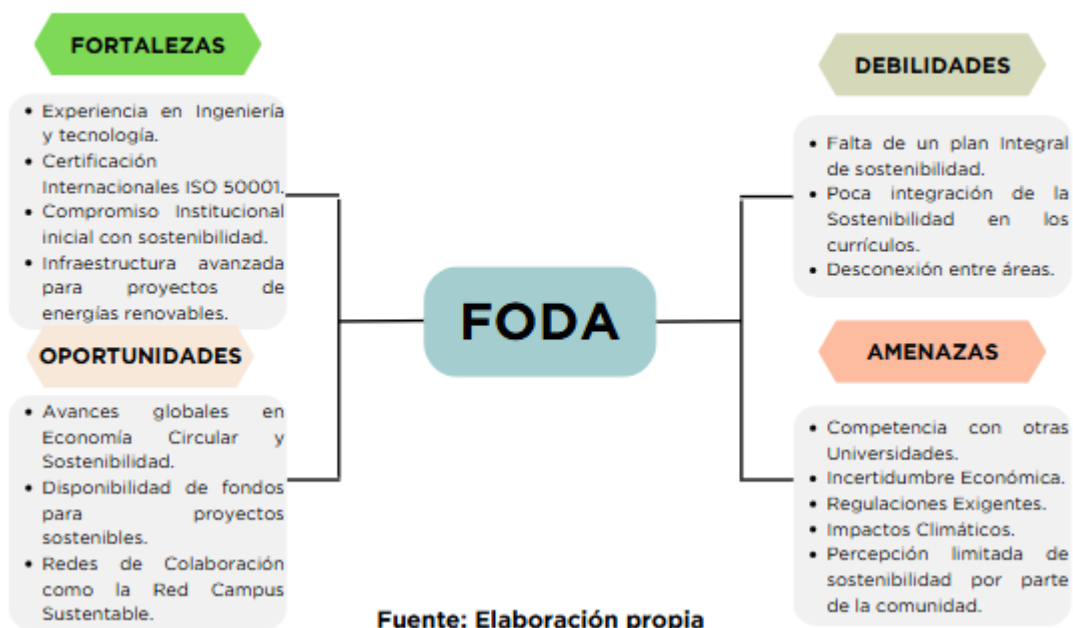 FORTALEZAS
• Experiencia en Ingeniería
y tecnología.
• Certificación
Internacionales ISO 50001.
• Compromiso Institucional
inicial con sostenibilidad.
• Infraestructura avanzada
para proyectos de
energías renovables.
OPORTUNIDADES
• Avances globales en
Economía Circular y
Sostenibilidad.
• Disponibilidad de fondos
para proyectos
sostenibles.
• Redes de Colaboración
como la Red Campus
Sustentable.
FODA
DEBILIDADES
• Falta de un plan Integral
de sostenibilidad.
• Poca integración de la
Sostenibilidad en los
currículos.
• Desconexión entre áreas.
AMENAZAS
• Competencia con otras
Universidades.
• Incertidumbre Económica.
• Regulaciones Exigentes.
• Impactos Climáticos.
• Percepción limitada de
sostenibilidad por parte
de la comunidad.
Fuente: Elaboración propia